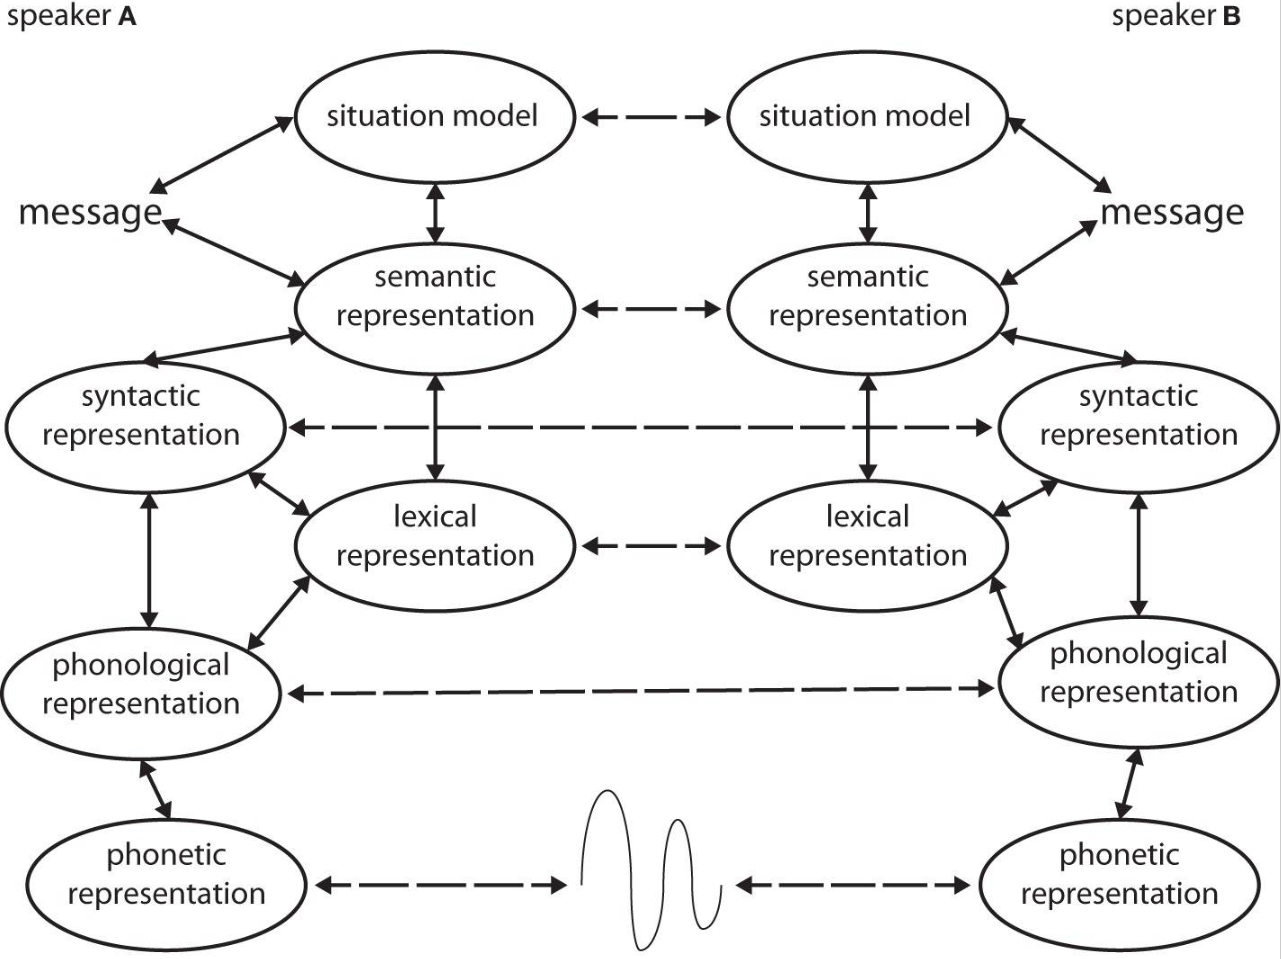 speaker A
speaker B
situation model
situation model
message
message
semantic
representation
semantic
representation
syntactic
representation
syntactic
representation
lexical
representation
lexical
representation
phonological
representation
phonological
representation
phonetic
representation
phonetic
representation